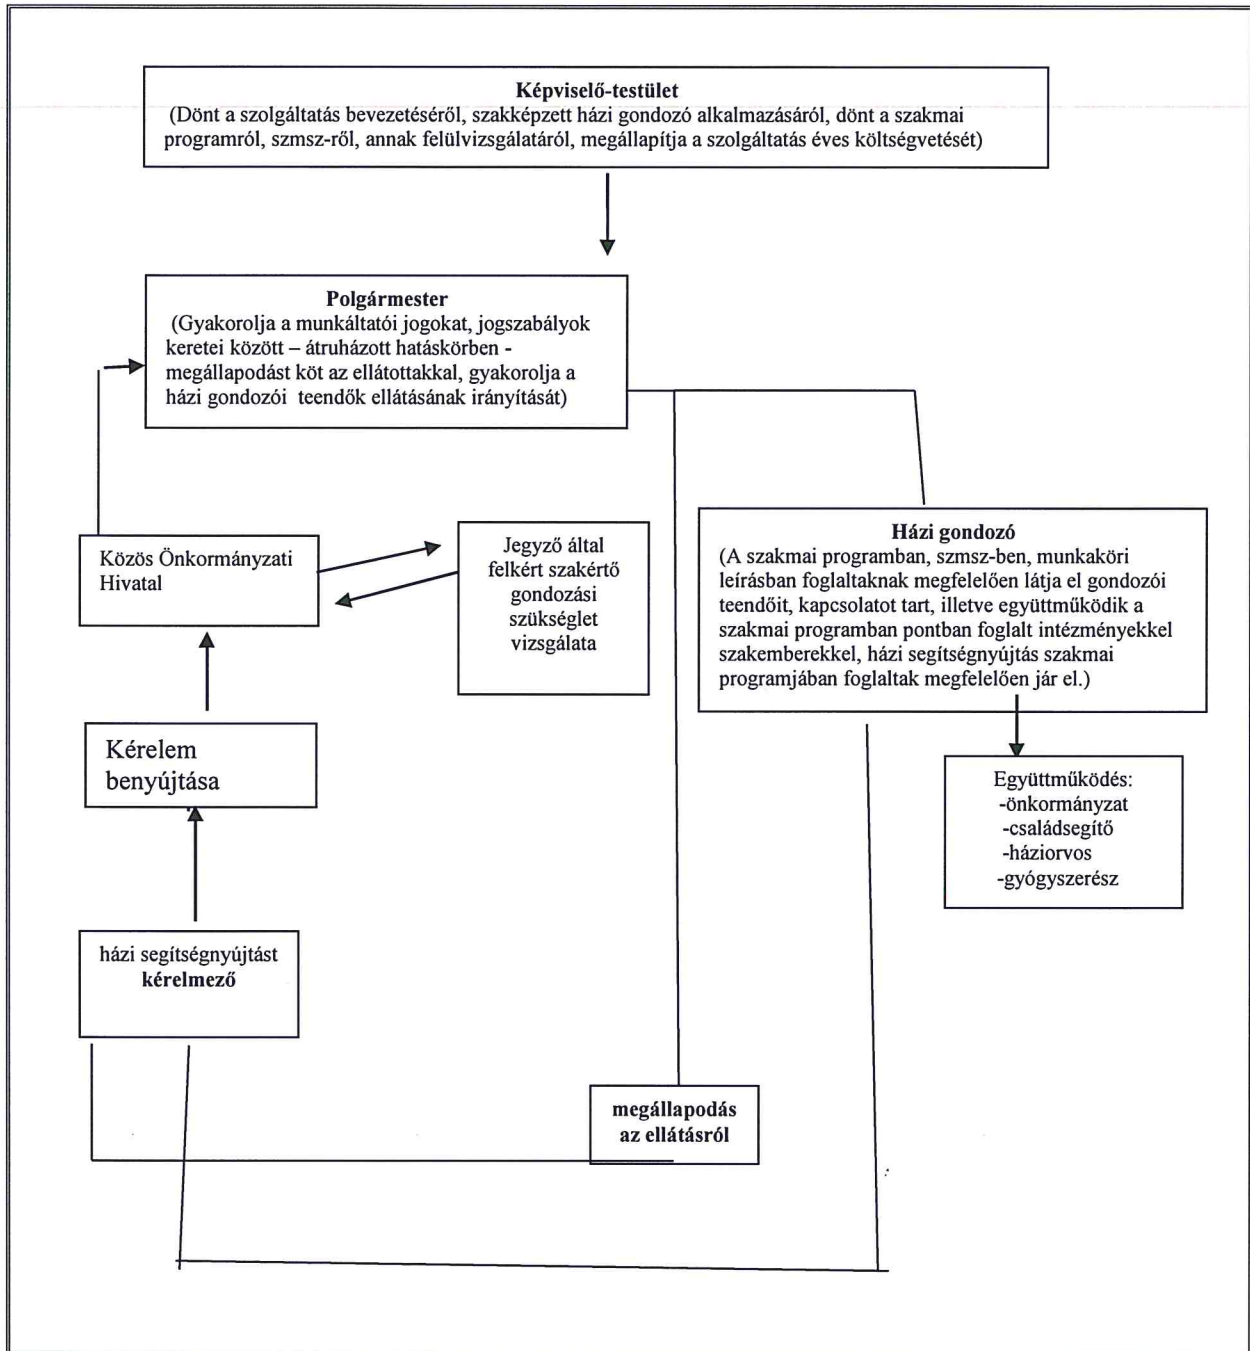 Képviselő-testület
(Dönt a szolgáltatás bevezetéséről, szakképzett házi gondozó alkalmazásáról, dönt a szakmai
programról, szmsz-ről, annak felülvizsgálatáról, megállapítja a szolgáltatás éves költségvetését)
Polgármester
(Gyakorolja a munkáltatói jogokat, jogszabályok
keretei között – átruházott hatáskörben -
megállapodást köt az ellátottakkal, gyakorolja a
házi gondozói teendők ellátásának irányítását)
Közös Önkormányzati
Hivatal
Jegyző által
felkért szakértő
gondozási
szükséglet
vizsgálata
Házi gondozó
(A szakmai programban, szmsz-ben, munkaköri
leírásban foglaltaknak megfelelően látja el gondozói
teendőit, kapcsolatot tart, illetve együttműködik a
szakmai programban pontban foglalt intézményekkel
szakemberekkel, házi segítségnyújtás szakmai
programjában foglaltak megfelelően jár el.)
Kérelem
benyújtása
Együttműködés:
-önkormányzat
-családsegítő
-háziorvos
-gyógyszerész
házi segítségnyújtást
kérelmező
megállapodás
az ellátásról